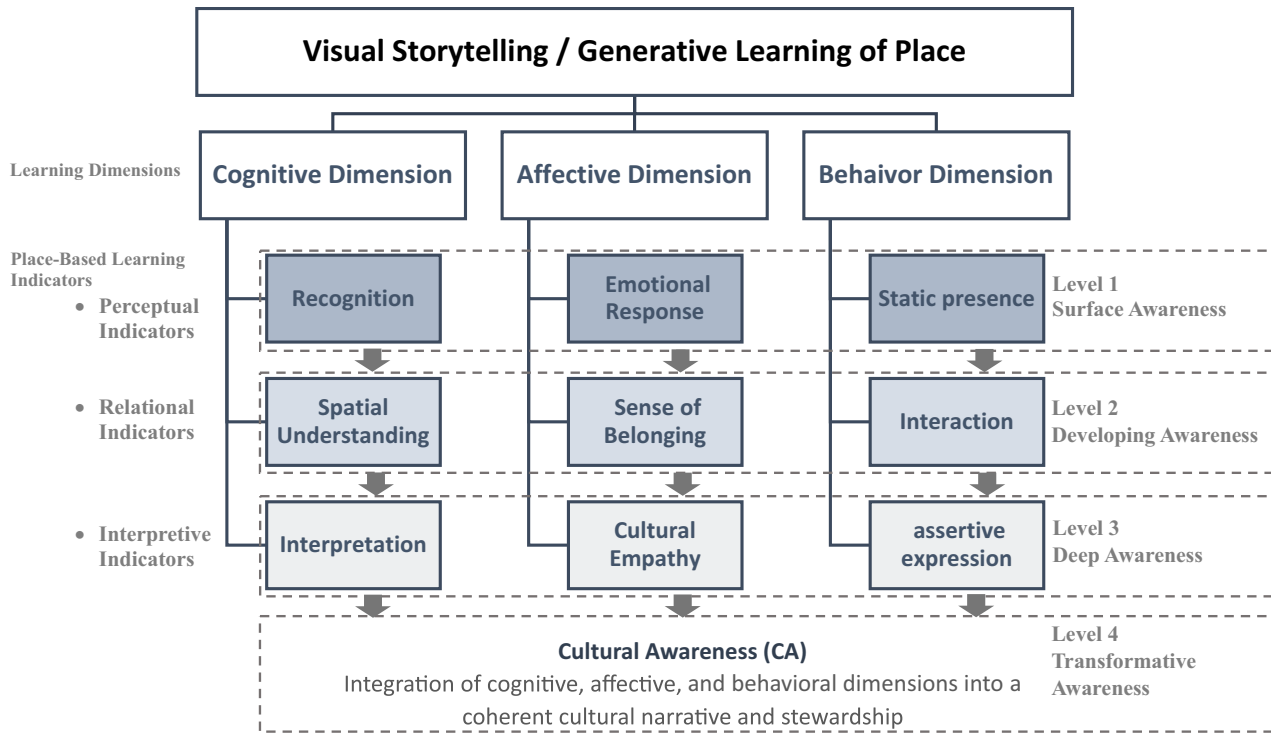 Visual Storytelling / Generative Learning of Place
Learning Dimensions
Cognitive Dimension
Affective Dimension
Behaivor Dimension
Place-Based Learning
Indicators
• Perceptual
Indicators
Recognition
Emotional
Response
Static presence
Level 1
Surface Awareness
• Relational
Indicators
Spatial
Understanding
Sense of
Belonging
Interaction
Level 2
Developing Awareness
• Interpretive
Indicators
Interpretation
Cultural
Empathy
assertive
expression
Level 3
Deep Awareness
Cultural Awareness (CA)
Integration of cognitive, affective, and behavioral dimensions into a
coherent cultural narrative and stewardship
Level 4
Transformative
Awareness